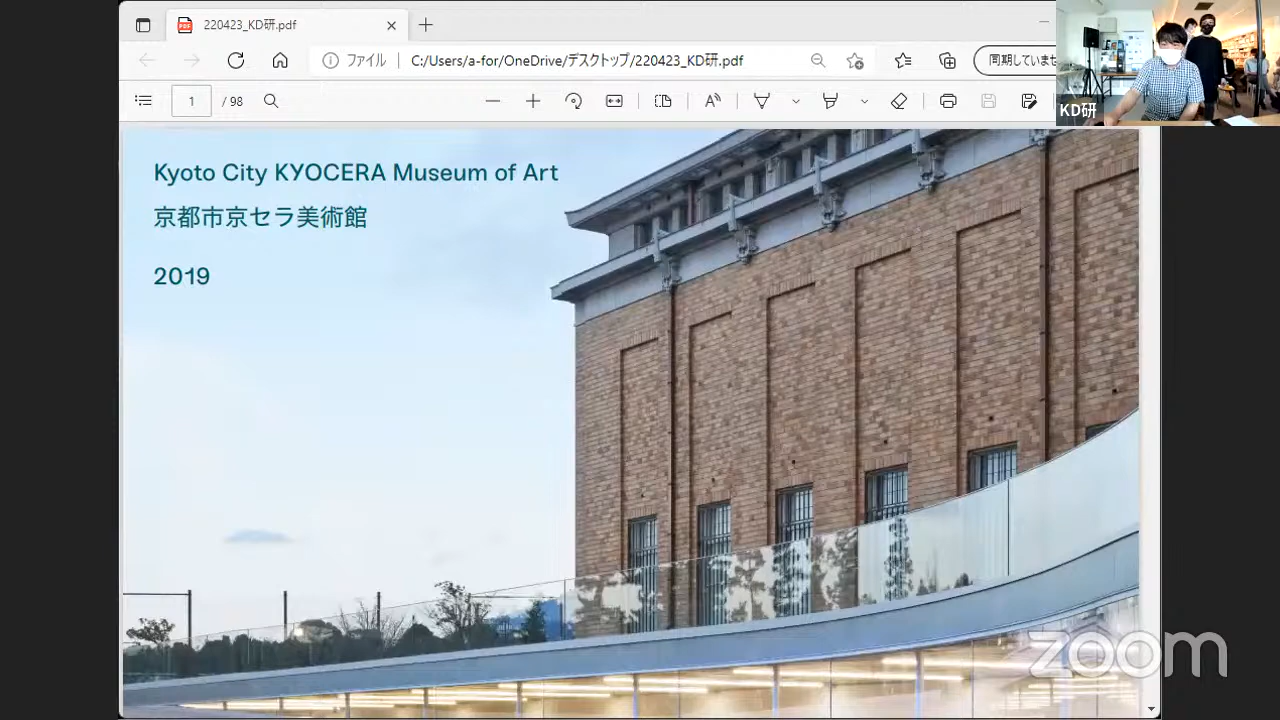 220423_KD研.pdf
ファイル
C:/Users/a-for/OneDrive/デスクトップ/220423_KD研.pdf
同期していませ
1 / 98
Kyoto City KYOCERA Museum of Art
京都市京セラ美術館
2019
KD研
zoom